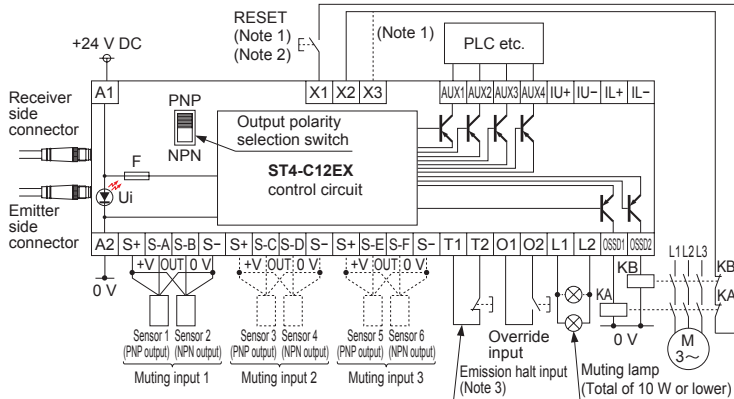 RESET
(Note 1)
(Note 2)
(Note 1)
PLC etc.
+24 V DC
A1
X1
X2
X3
AUX1
AUX2
AUX3
AUX4
IU+
IU−
IL+
IL−
Receiver
side
connector
PNP
NPN
Output polarity
selection switch
ST4-C12EX
control circuit
F
Ui
Emitter
side
connector
A2
S+
S-A
S-B
S−
S+
S-C
S-D
S−
S+
S-E
S-F
S−
T1
T2
O1
O2
L1
L2
OSSD1
OSSD2
L1
L2
L3
+V
OUT
0 V
+V
OUT
0 V
+V
OUT
0 V
KB
KB
KA
KA
0 V
Sensor 1
(PNP output)
Sensor 2
(NPN output)
Sensor 3
(PNP output)
Sensor 4
(NPN output)
Sensor 5
(PNP output)
Sensor 6
(NPN output)
Muting input 1
Muting input 2
Muting input 3
Override
input
Emission halt input
(Note 3)
Muting lamp
(Total of 10 W or lower)
0 V
M
3~